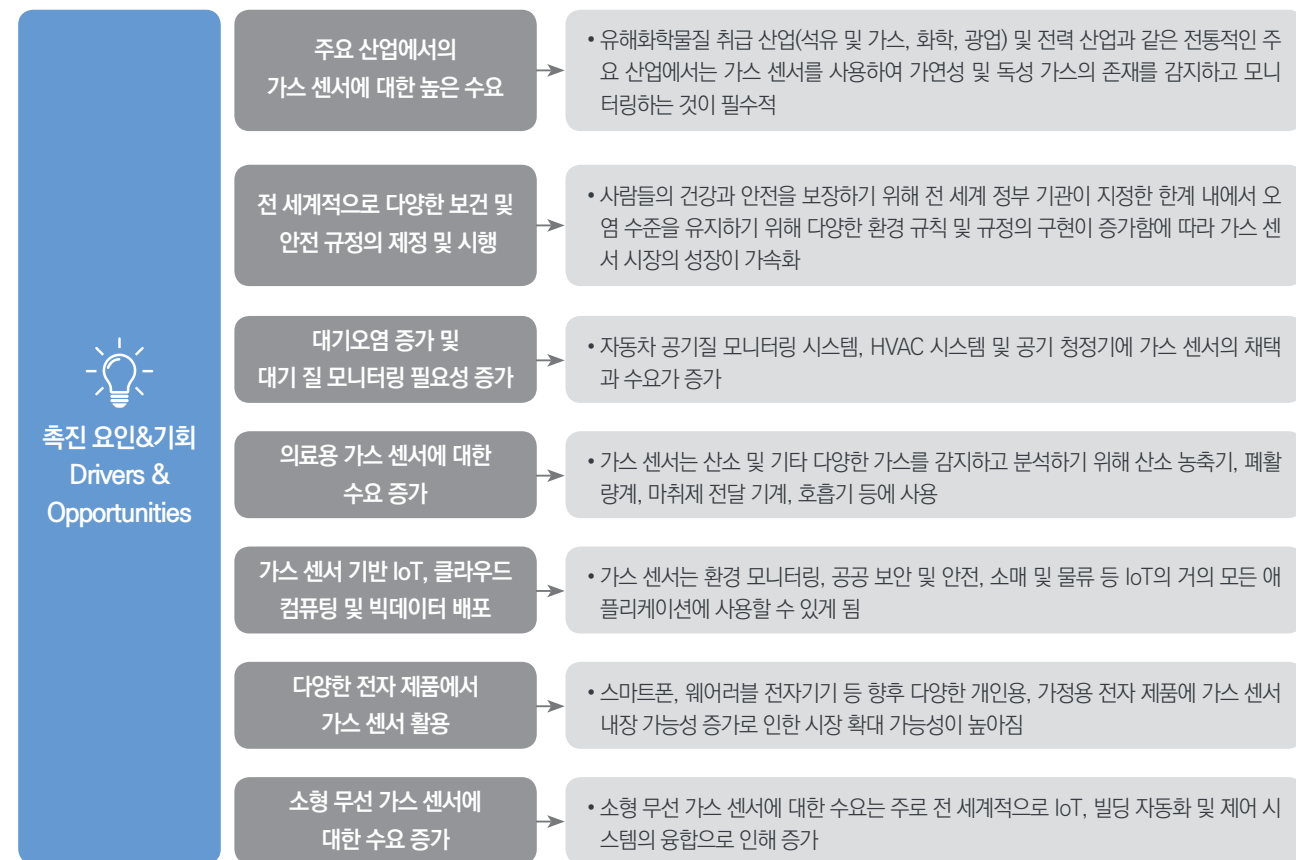 촉진 요인&기회
Drivers &
Opportunities
주요 산업에서의
가스 센서에 대한 높은 수요
• 유해화학물질 취급 산업(석유 및 가스, 화학, 광업) 및 전력 산업과 같은 전통적인 주
요 산업에서는 가스 센서를 사용하여 가연성 및 독성 가스의 존재를 감지하고 모니
터링하는 것이 필수적
전 세계적으로 다양한 보건 및
안전 규정의 제정 및 시행
• 사람들의 건강과 안전을 보장하기 위해 전 세계 정부 기관이 지정한 한계 내에서 오
염 수준을 유지하기 위해 다양한 환경 규칙 및 규정의 구현이 증가함에 따라 가스 센
서 시장의 성장이 가속화
대기오염 증가 및
대기 질 모니터링 필요성 증가
• 자동차 공기질 모니터링 시스템, HVAC 시스템 및 공기 청정기에 가스 센서의 채택
과 수요가 증가
의료용 가스 센서에 대한
수요 증가
• 가스 센서는 산소 및 기타 다양한 가스를 감지하고 분석하기 위해 산소 농축기, 폐활
량계, 마취제 전달 기계, 호흡기 등에 사용
가스 센서 기반 IoT, 클라우드
컴퓨팅 및 빅데이터 배포
• 가스 센서는 환경 모니터링, 공공 보안 및 안전, 소매 및 물류 등 IoT의 거의 모든 애
플리케이션에 사용할 수 있게 됨
다양한 전자 제품에서
가스 센서 활용
• 스마트폰, 웨어러블 전자기기 등 향후 다양한 개인용, 가정용 전자 제품에 가스 센서
내장 가능성 증가로 인한 시장 확대 가능성이 높아짐
소형 무선 가스 센서에
대한 수요 증가
• 소형 무선 가스 센서에 대한 수요는 주로 전 세계적으로 IoT, 빌딩 자동화 및 제어 시
스템의 융합으로 인해 증가